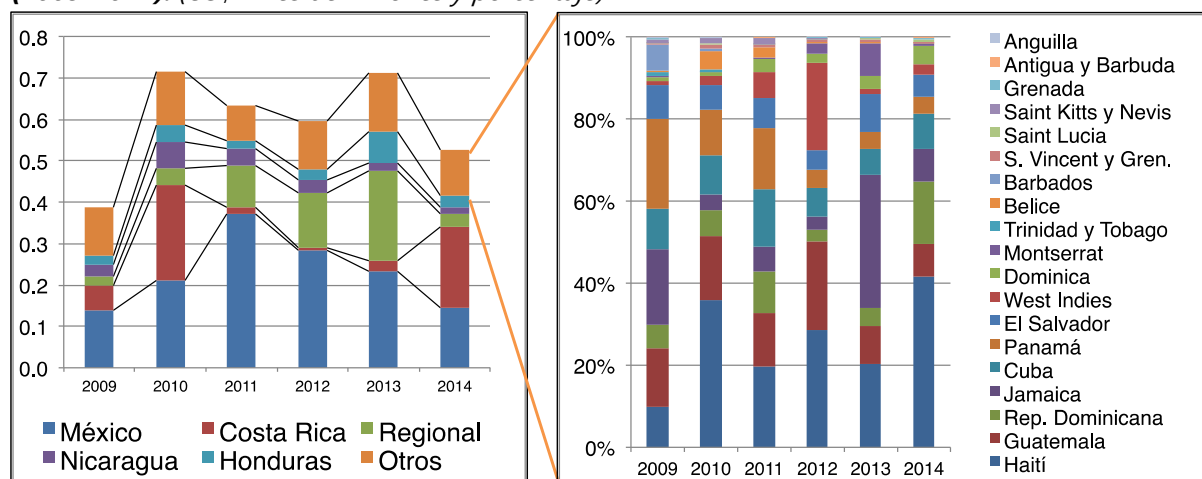 0.8
0.7
0.6
0.5
0.4
0.3
0.2
0.1
0.0
2009 2010 2011 2012 2013 2014
México Costa Rica Regional
Nicaragua Honduras Otros
100%
80%
60%
40%
20%
0%
2009 2010 2011 2012 2013 2014
Anguilla
Antigua y Barbuda
Grenada
Saint Kitts y Nevis
Saint Lucia
S. Vincent y Gren.
Barbados
Belice
Trinidad y Tobago
Montserrat
Dominica
West Indies
El Salvador
Panamá
Cuba
Jamaica
Rep. Dominicana
Guatemala
Haití